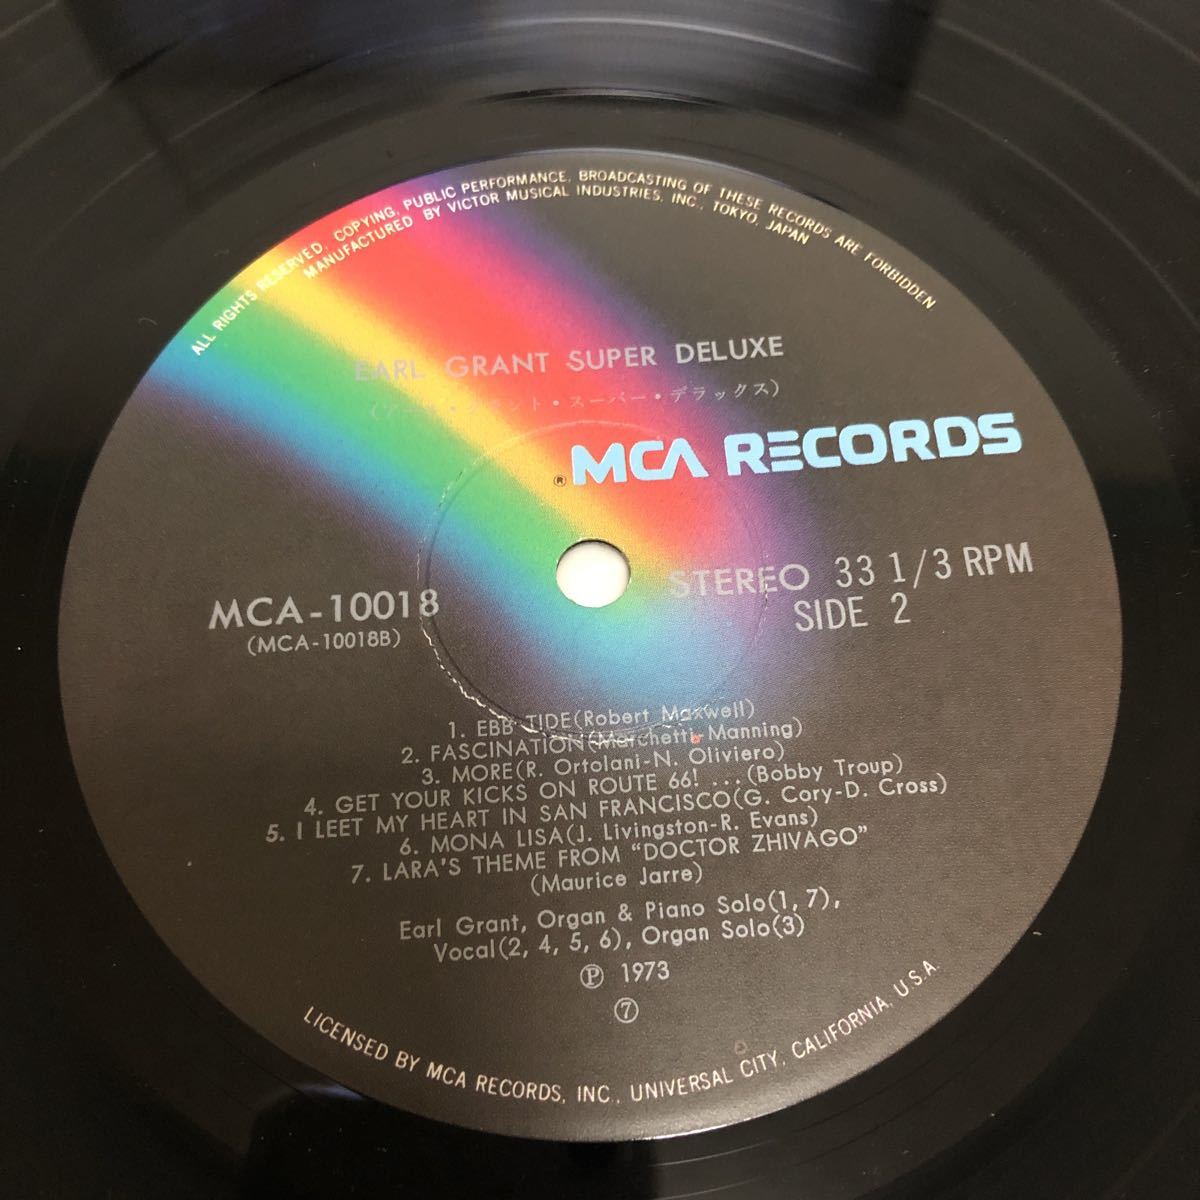 ALL RIGHTS RESERVED. COPYING, PUBLIC PERFORMANCE, BROADCASTING OF THESE RECORDS ARE FORBIDDEN
MANUFACTURED BY VICTOR MUSICAL INDUSTRIES, INC., TOKYO, JAPAN
EARL GRANT SUPER DELUXE
(アール・グラント・スーパー・デラックス)
® MCA RECORDS
MCA-10018
(MCA-10018B)
STEREO 33 1/3 RPM
SIDE 2
1. EBB TIDE(Robert Maxwell)
2. FASCINATION(Marchetti-Manning)
3. MORE(R. Ortolani-N. Oliviero)
4. GET YOUR KICKS ON ROUTE 66! ...(Bobby Troup)
5. I LEET MY HEART IN SAN FRANCISCO(G. Cory-D. Cross)
6. MONA LISA(J. Livingston-R. Evans)
7. LARA'S THEME FROM “DOCTOR ZHIVAGO”
(Maurice Jarre)
Earl Grant, Organ & Piano Solo(1, 7),
Vocal(2, 4, 5, 6), Organ Solo(3)
Ⓟ 1973
⑦
LICENSED BY MCA RECORDS, INC., UNIVERSAL CITY, CALIFORNIA, U.S.A.